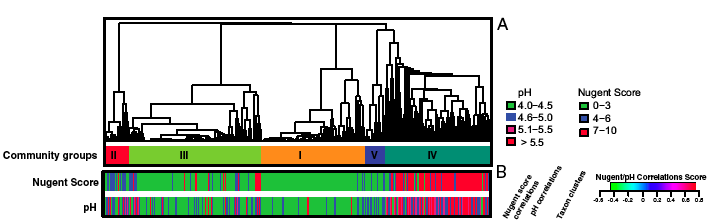 A
pH
4.0–4.5
4.6–5.0
5.1–5.5
> 5.5
Nugent Score
0–3
4–6
7–10
Community groups
II
III
I
V
IV
B
Nugent Score
pH
Nugent score
correlations
pH correlations
Taxon clusters
Nugent/pH Correlations Score
-0.6 -0.4 -0.2 0 0.2 0.4 0.6 0.8